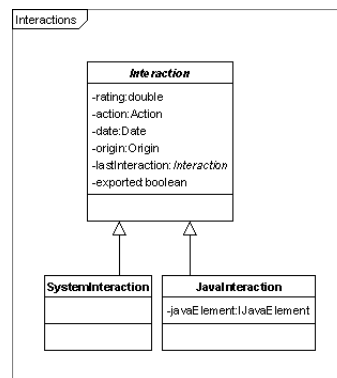 Interactions
Interaction
-rating:double
-action:Action
-date:Date
-origin:Origin
-lastInteraction:Interaction
-exported:boolean
SystemInteraction
JavaInteraction
-javaElement:IJavaElement